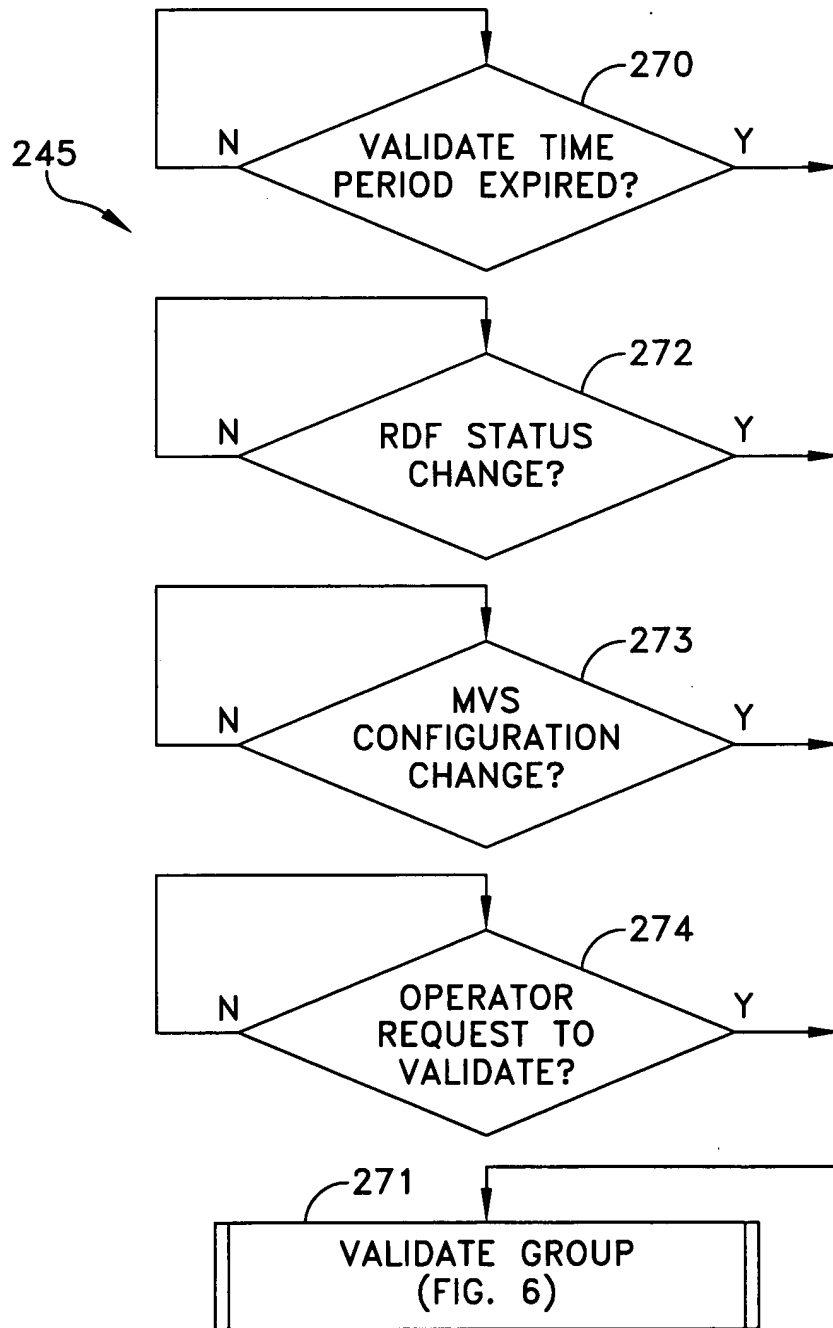 270
245
N
VALIDATE TIME
PERIOD EXPIRED?
Y
272
N
RDF STATUS
CHANGE?
Y
273
N
MVS
CONFIGURATION
CHANGE?
Y
274
N
OPERATOR
REQUEST TO
VALIDATE?
Y
271
VALIDATE GROUP
(FIG. 6)